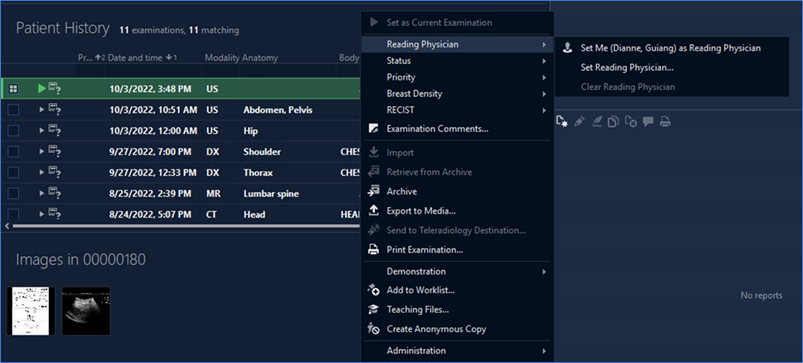 Patient History 11 examinations, 11 matching
Pr... 2 Date and time 1 Modality Anatomy Body
10/3/2022, 3:48 PM US
10/3/2022, 10:51 AM US Abdomen, Pelvis
10/3/2022, 12:00 AM US Hip
9/27/2022, 7:00 PM DX Shoulder CHES
9/27/2022, 12:33 PM DX Thorax CHES
8/25/2022, 2:39 PM MR Lumbar spine
8/24/2022, 5:07 PM CT Head HEAD
Images in 00000180
Set as Current Examination
Reading Physician
Status
Priority
Breast Density
RECIST
Examination Comments...
Import
Retrieve from Archive
Archive
Export to Media...
Send to Teleradiology Destination...
Print Examination...
Demonstration
Add to Worklist...
Teaching Files...
Create Anonymous Copy
Administration
Set Me (Dianne, Guiang) as Reading Physician
Set Reading Physician...
Clear Reading Physician
No reports